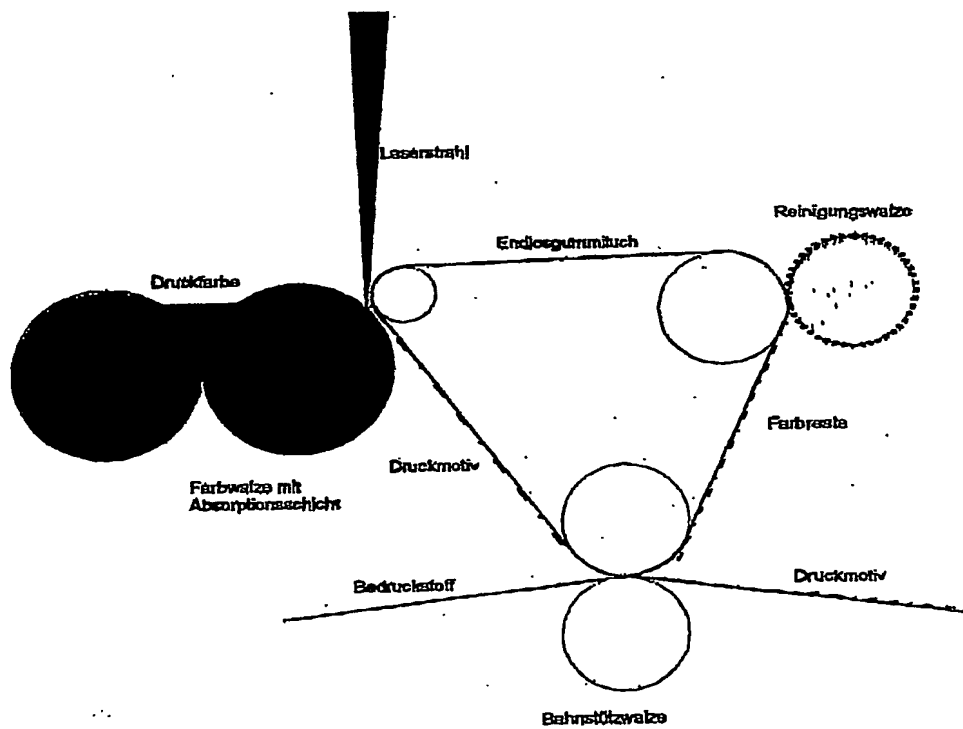 Laserstrahl
Reinigungswalze
Endlosgummituch
Druckfarbe
Farbreste
Druckmotiv
Farbwalze mit
Absorptionsschicht
Bedruckstoff
Druckmotiv
Bahnstützwalze